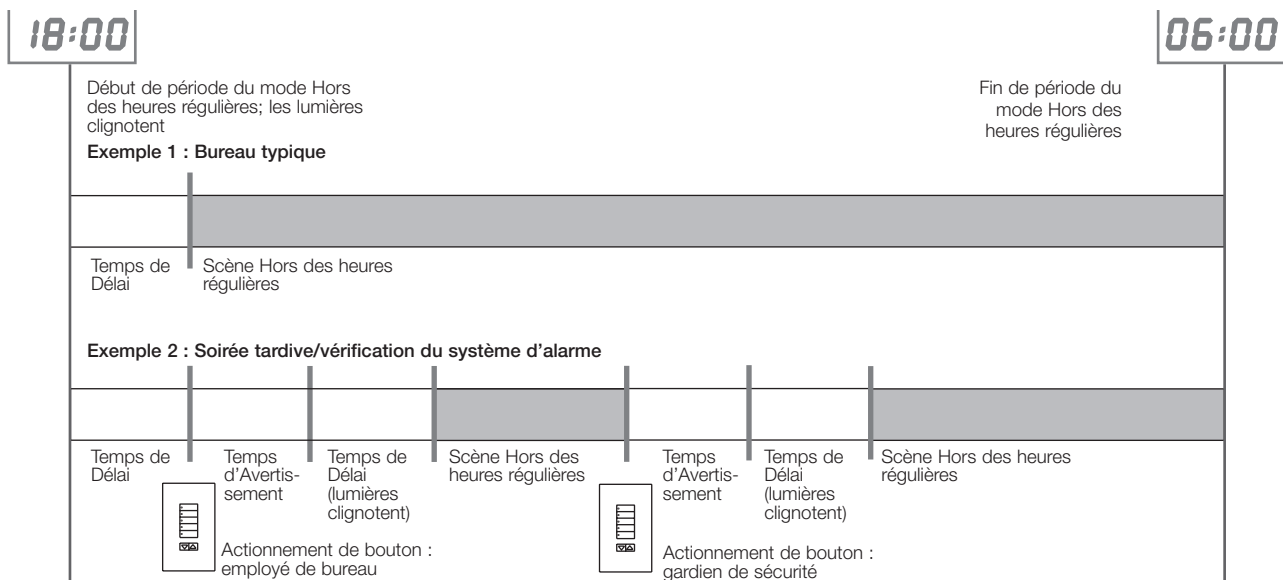 18:00
06:00
Début de période du mode Hors
des heures régulières; les lumières
clignotent
Fin de période du
mode Hors des
heures régulières
Exemple 1 : Bureau typique
Temps de
Délai
Scène Hors des heures
régulières
Exemple 2 : Soirée tardive/vérification du système d'alarme
Temps de
Délai
Temps
d'Avertis-
sement
Temps de
Délai
(lumières
clignotent)
Scène Hors des
heures régulières
Temps
d'Avertis-
sement
Temps de
Délai
(lumières
clignotent)
Scène Hors des heures
régulières
Actionnement de bouton :
employé de bureau
Actionnement de bouton :
gardien de sécurité